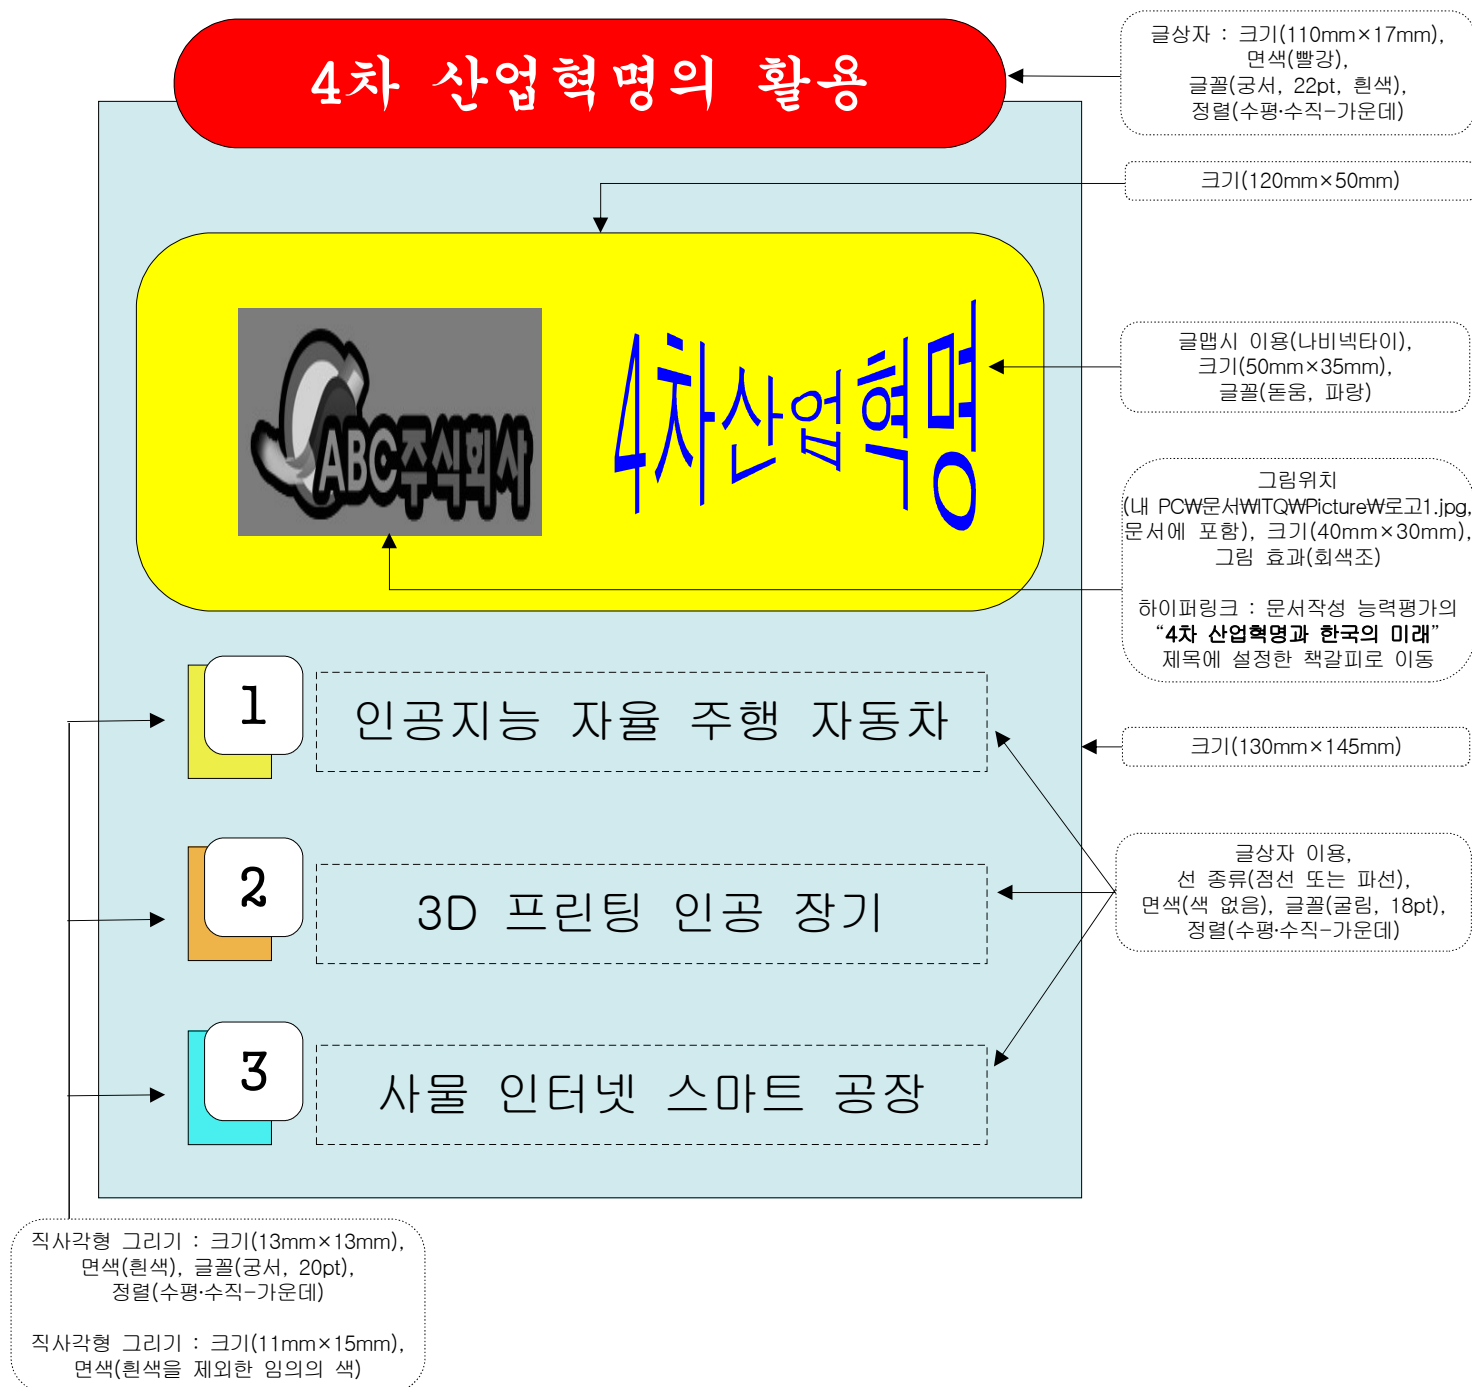 4차 산업혁명의 활용
글상자 : 크기(110mm×17mm),
면색(빨강),
글꼴(궁서, 22pt, 흰색),
정렬(수평·수직-가운데)
크기(120mm×50mm)
ABC주식회사
4차산업혁명
글맵시 이용(나비넥타이),
크기(50mm×35mm),
글꼴(돋움, 파랑)
그림위치
(내 PC₩문서₩ITQ₩Picture₩로고1.jpg,
문서에 포함), 크기(40mm×30mm),
그림 효과(회색조)
하이퍼링크 : 문서작성 능력평가의
“4차 산업혁명과 한국의 미래”
제목에 설정한 책갈피로 이동
1
인공지능 자율 주행 자동차
크기(130mm×145mm)
2
3D 프린팅 인공 장기
글상자 이용,
선 종류(점선 또는 파선),
면색(색 없음), 글꼴(굴림, 18pt),
정렬(수평·수직-가운데)
3
사물 인터넷 스마트 공장
직사각형 그리기 : 크기(13mm×13mm),
면색(흰색), 글꼴(궁서, 20pt),
정렬(수평·수직-가운데)
직사각형 그리기 : 크기(11mm×15mm),
면색(흰색을 제외한 임의의 색)